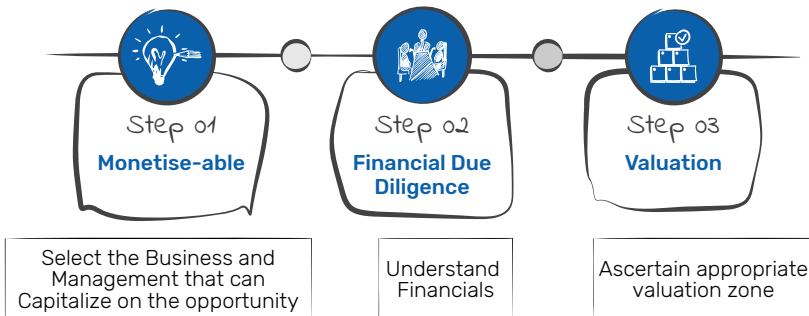 Step 01
Monetise-able
Select the Business and
Management that can
Capitalize on the opportunity
Step 02
Financial Due
Diligence
Understand
Financials
Step 03
Valuation
Ascertain appropriate
valuation zone